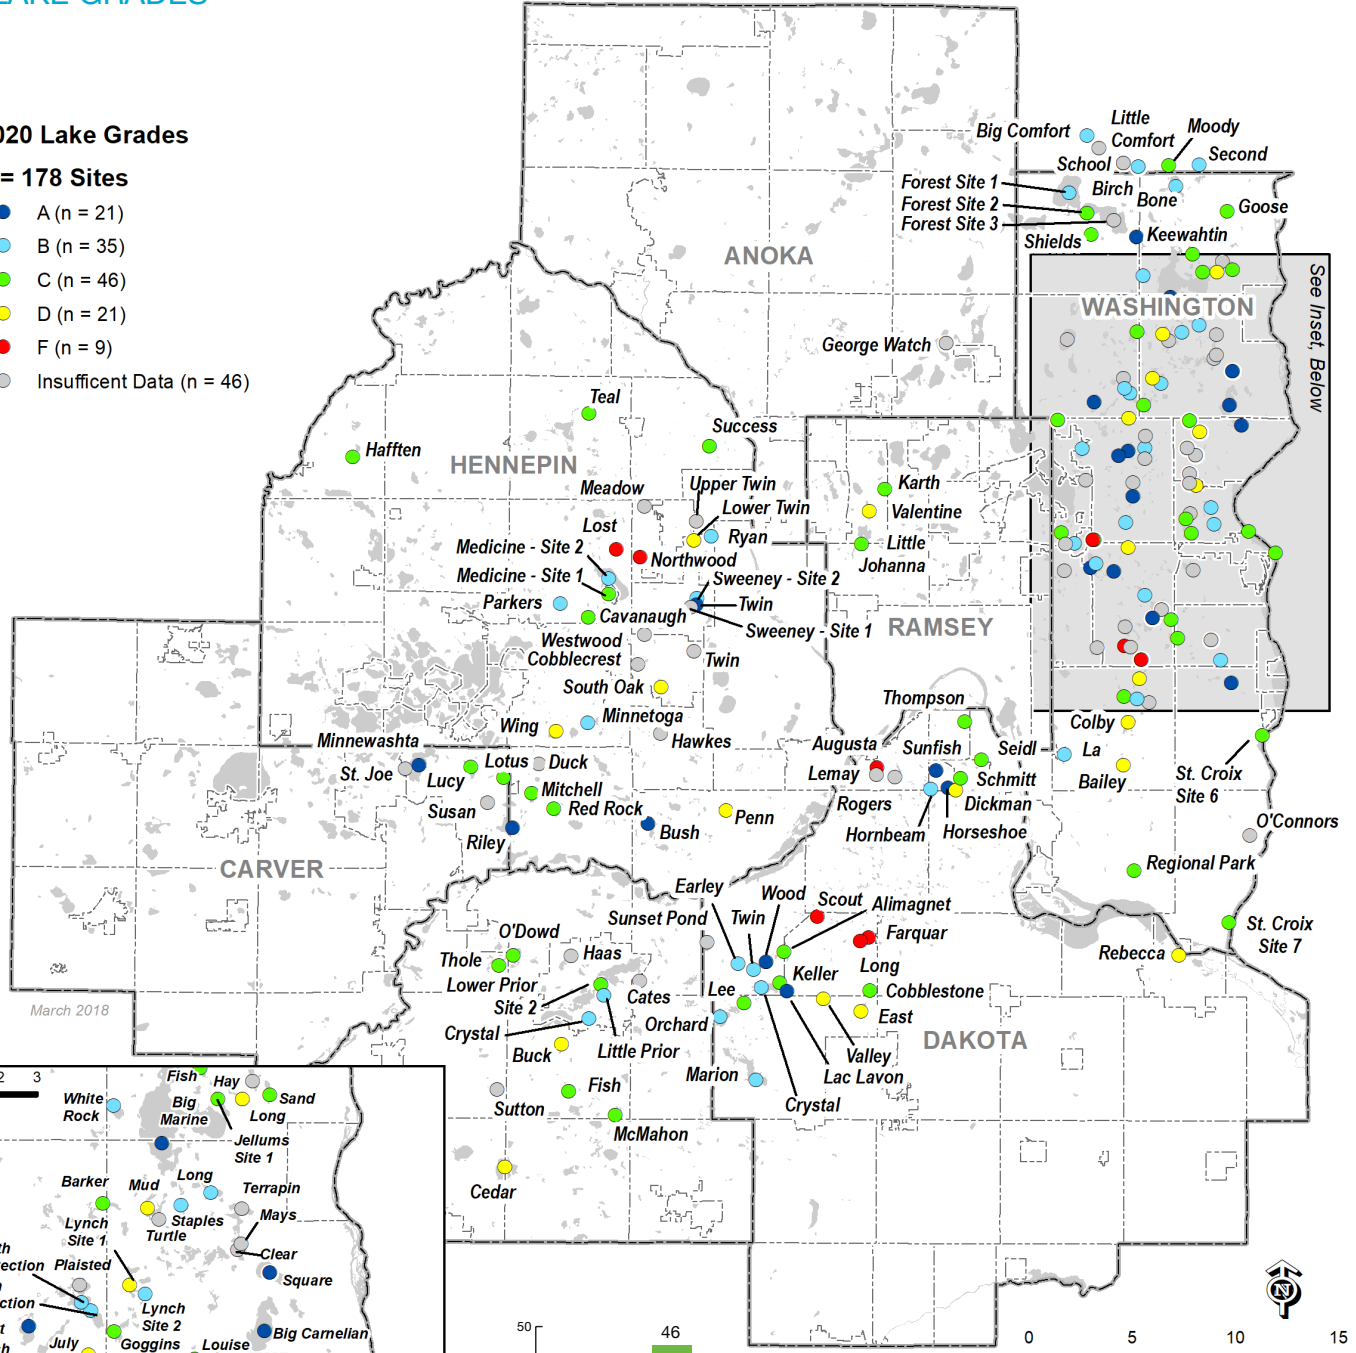 LAKE GRADES
020 Lake Grades
= 178 Sites
A (n = 21)
B (n = 35)
C (n = 46)
D (n = 21)
F (n = 9)
Insufficent Data (n = 46)
Big Comfort
Little
Comfort
Moody
School
Second
Forest Site 1
Birch
Bone
Forest Site 2
Goose
Forest Site 3
Shields
Keewahtin
ANOKA
WASHINGTON
See Inset, Below
George Watch
Teal
Success
Hafften
HENNEPIN
Meadow
Upper Twin
Karth
Lower Twin
Valentine
Lost
Ryan
Medicine - Site 2
Northwood
Little
Johanna
Medicine - Site 1
Sweeney - Site 2
Parkers
Cavanaugh
Twin
Sweeney - Site 1
RAMSEY
Westwood
Cobblecrest
Twin
South Oak
Thompson
Minnetoga
Wing
Colby
Minnewashta
Hawkes
Augusta
Sunfish
Seidl
La
St. Joe
Lucy
Lotus
Duck
Lemay
Schmitt
Bailey
St. Croix
Site 6
Mitchell
Red Rock
Susan
Rogers
Dickman
Penn
Hornbeam
Horseshoe
O'Connors
Riley
Bush
CARVER
Regional Park
Earley
Wood
Scout
Alimagnet
Sunset Pond
Twin
O'Dowd
Farquar
St. Croix
Site 7
Thole
Haas
Rebecca
Long
Keller
Lower Prior
Site 2
Cates
Lee
Cobblestone
March 2018
East
Orchard
Crystal
DAKOTA
Buck
Little Prior
Valley
Lac Lavon
Marion
Fish
Crystal
Sutton
McMahon
Cedar
2 3
Fish
Hay
White
Rock
Big
Marine
Sand
Long
Jellums
Site 1
Barker
Mud
Long
Terrapin
Lynch
Site 1
Staples
Mays
Turtle
th
Clear
ection
Plaisted
Square
ction
Lynch
Site 2
t
Big Carnelian
July
Goggins
Louise
50
46
N
0 5 10 15